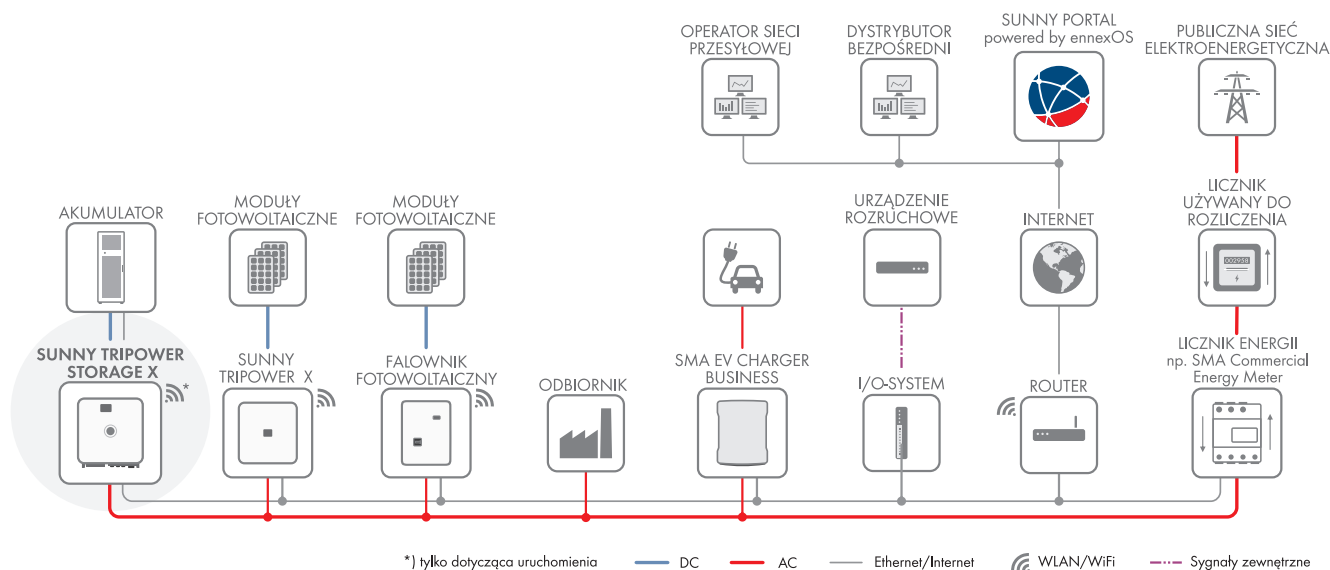 OPERATOR SIECI
PRZESYŁOWEJ
DYSTRYBUTOR
BEZPOŚREDNI
SUNNY PORTAL
powered by ennexOS
PUBLICZNA SIEĆ
ELEKTROENERGETYCZNA
AKUMULATOR
MODUŁY
FOTOWOLTAICZNE
MODUŁY
FOTOWOLTAICZNE
URZĄDZENIE
ROZRUCHOWE
INTERNET
LICZNIK
UŻYWANY DO
ROZLICZENIA
SUNNY TRIPOWER
STORAGE X
*
SUNNY
TRIPOWER X
FALOWNIK
FOTOWOLTAICZNY
ODBIORNIK
SMA EV CHARGER
BUSINESS
I/O-SYSTEM
ROUTER
LICZNIK ENERGII
np. SMA Commercial
Energy Meter
*) tylko dotycząca uruchomienia
DC
AC
Ethernet/Internet
WLAN/WiFi
Sygnały zewnętrzne